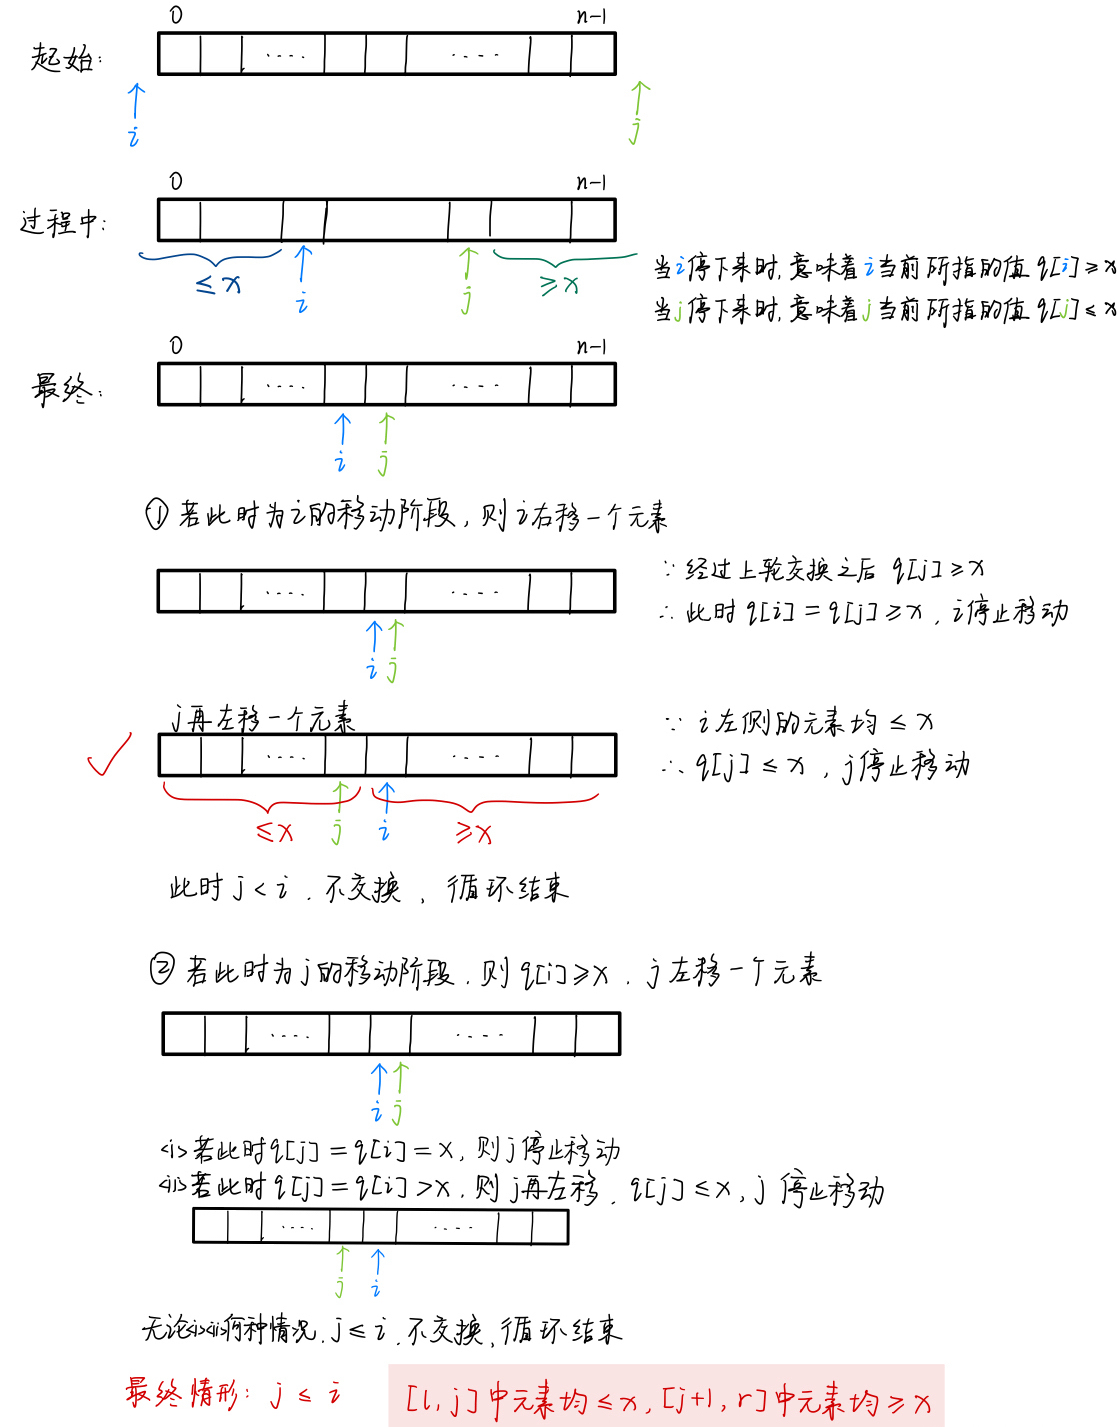 0 n-1
起始:
i j
0 n-1
过程中:
≤x i j ≥x
当i停下来时,意味着i当前所指的值 q[i]≥x
当j停下来时,意味着j当前所指的值 q[j]≤x
0 n-1
最终:
i j
① 若此时为i的移动阶段,则i右移一个元素
∵ 经过上轮交换之后 q[j]≥x
∴ 此时 q[i]=q[j]≥x,i停止移动
i j
j再左移一个元素
∵ i左侧的元素均≤x
∴ q[j]≤x,j停止移动
≤x j i ≥x
此时j<i,不交换,循环结束
② 若此时为j的移动阶段,则q[i]≥x,j左移一个元素
i j
<i>若此时q[j]=q[i]=x,则j停止移动
<ii>若此时q[j]=q[i]>x,则j再左移,q[j]≤x,j停止移动
j i
无论<i><ii>何种情况,j≤i,不交换,循环结束
最终情形: j≤i [l,j]中元素均≤x,[j+1,r]中元素均≥x